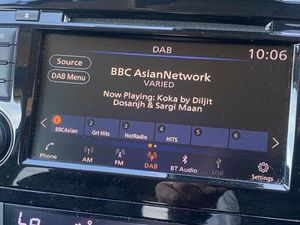 DAB
10:06
Source
DAB Menu
BBC AsianNetwork
VARIED
Now Playing: Koka by Diljit
Dosanjh & Sargi Maan
1 2 3 4 5 6
BBCAsian Grt Hits HotRadio HITS
Phone AM FM DAB BT Audio USB Settings